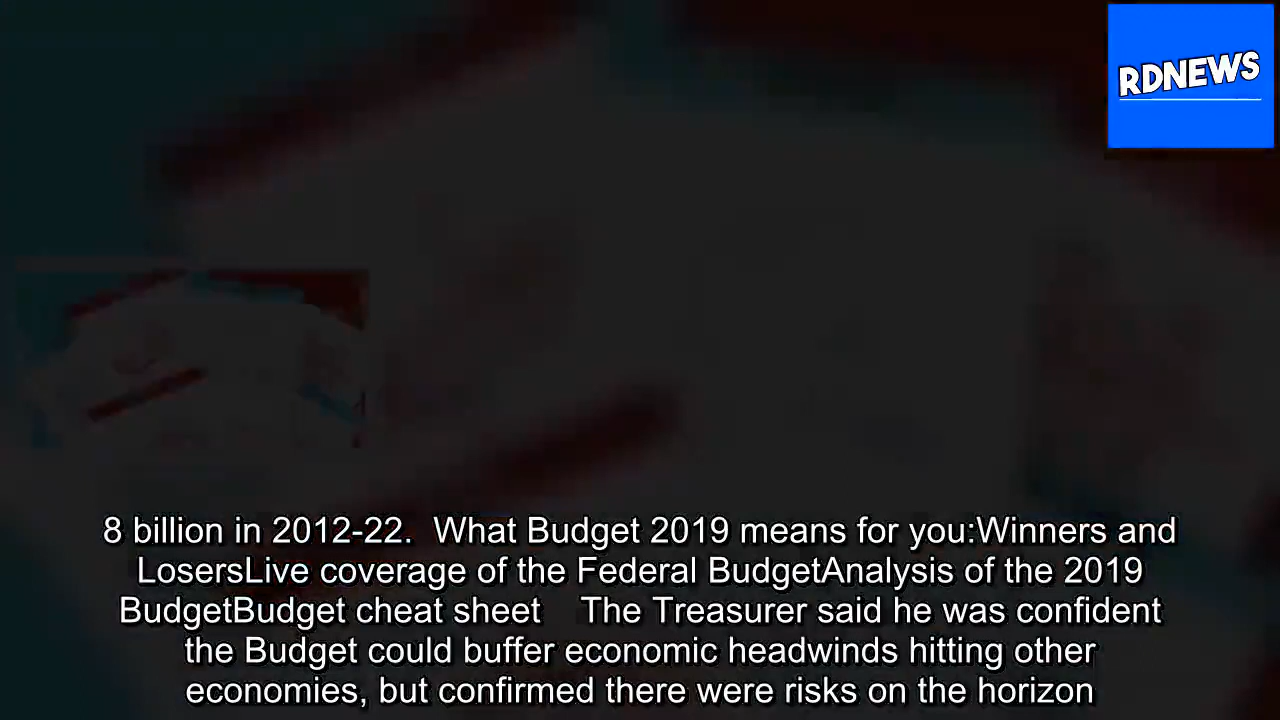 RDNEWS
8 billion in 2012-22.  What Budget 2019 means for you:Winners and
LosersLive coverage of the Federal BudgetAnalysis of the 2019
BudgetBudget cheat sheet    The Treasurer said he was confident
the Budget could buffer economic headwinds hitting other
economies, but confirmed there were risks on the horizon